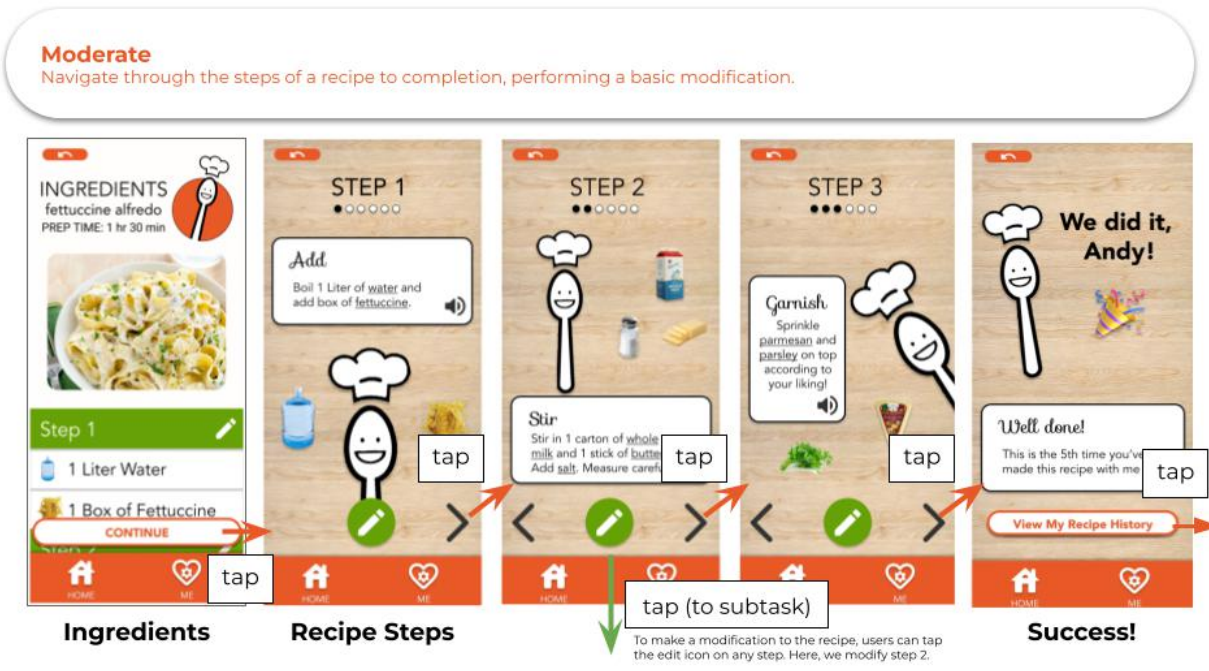 Moderate
Navigate through the steps of a recipe to completion, performing a basic modification.
INGREDIENTS
fettuccine alfredo
PREP TIME: 1 hr 30 min
Step 1
1 Liter Water
1 Box of Fettuccine
CONTINUE
HOME
ME
tap
Ingredients
STEP 1
Add
Boil 1 Liter of water and
add box of fettuccine.
tap
HOME
ME
Recipe Steps
STEP 2
Stir
Stir in 1 carton of whole
milk and 1 stick of
Add salt. Measure
tap
HOME
tap (to subtask)
To make a modification to the recipe, users can tap
the edit icon on any step. Here, we modify step 2.
STEP 3
Garnish
Sprinkle
parmesan and
parsley on top
according to
your liking!
tap
ME
We did it,
Andy!
Well done!
This is the 5th time
made this recipe with me
tap
View My Recipe History
HOME
ME
Success!